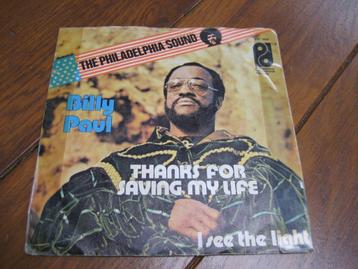 THE PHILADELPHIA SOUND
Billy
Paul
THANKS FOR
SAVING MY LIFE
I see the light